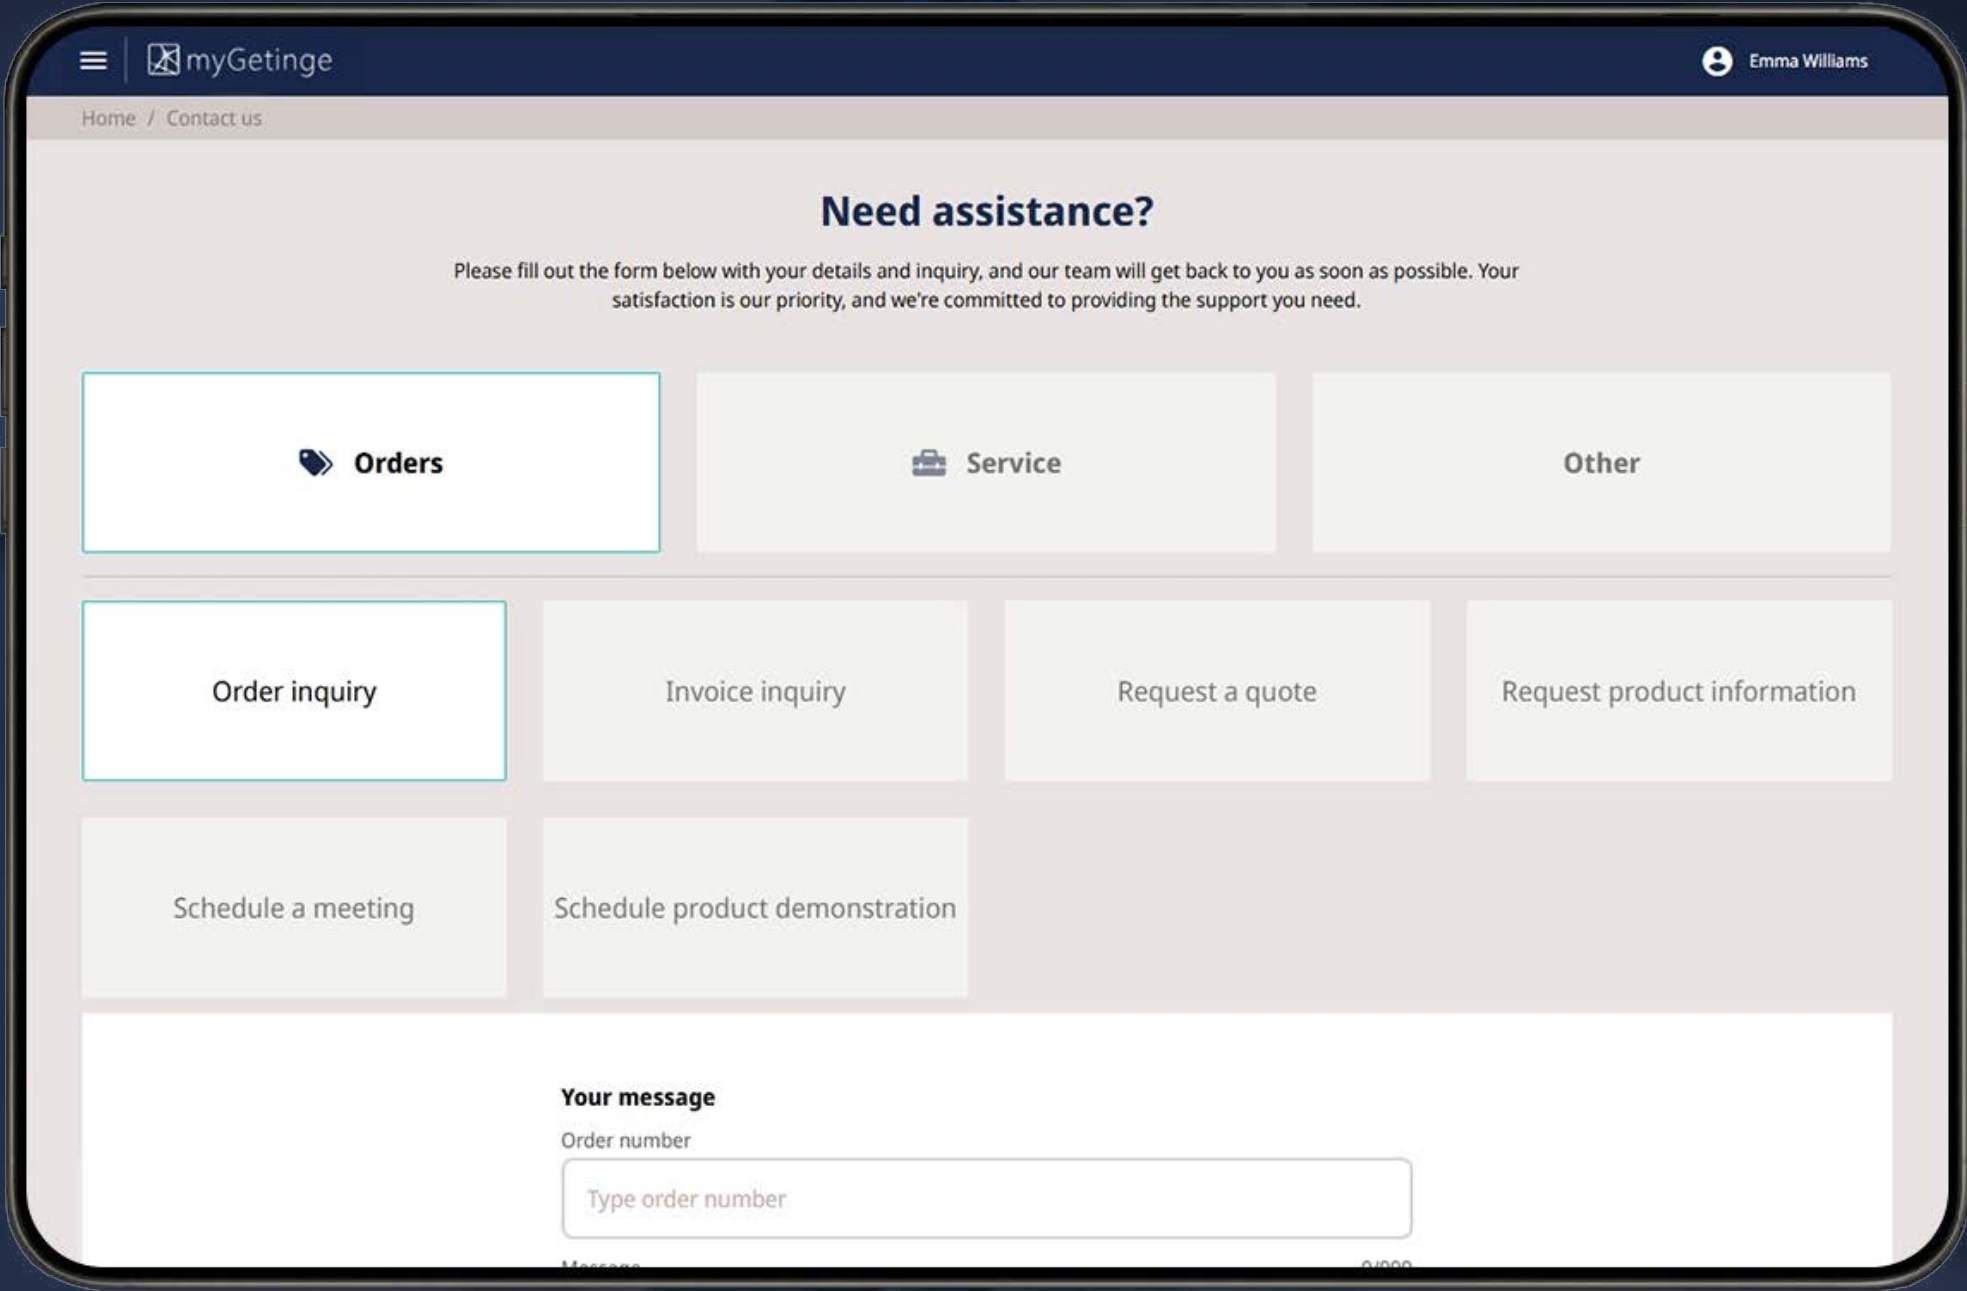 myGetinge
Emma Williams
Home / Contact us
Need assistance?
Please fill out the form below with your details and inquiry, and our team will get back to you as soon as possible. Your
satisfaction is our priority, and we're committed to providing the support you need.
Orders
Service
Other
Order inquiry
Invoice inquiry
Request a quote
Request product information
Schedule a meeting
Schedule product demonstration
Your message
Order number
Type order number
Message